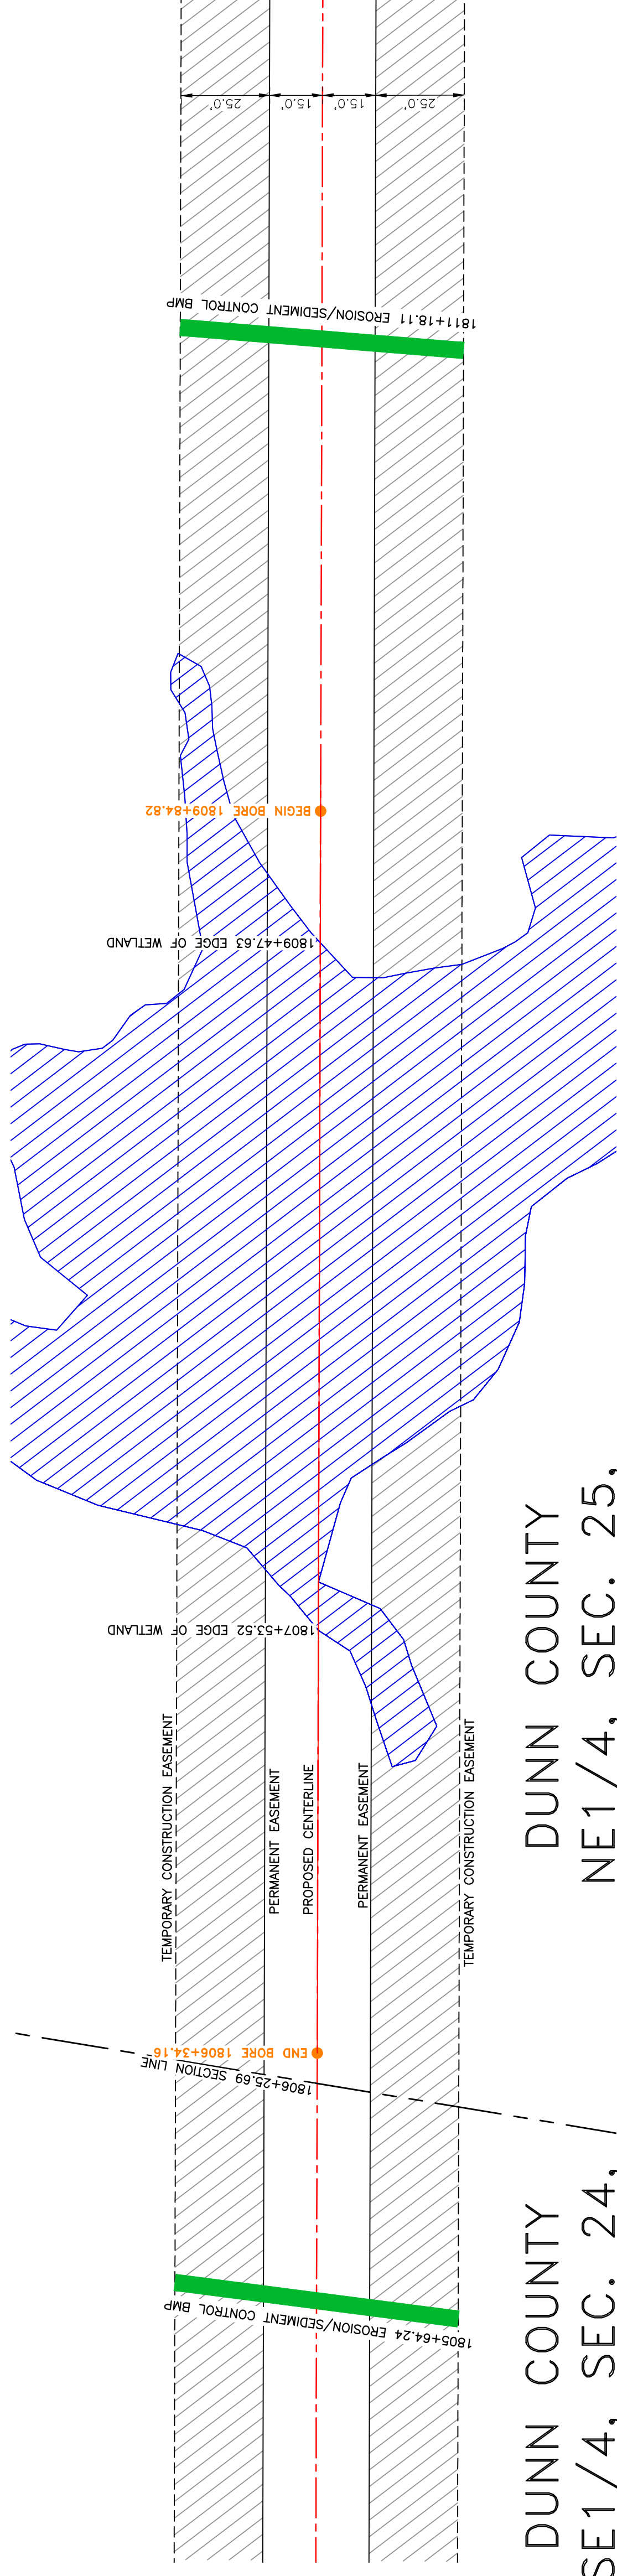 25.0'
15.0'
15.0'
25.0'
1811+18.11 EROSION/SEDIMENT CONTROL BMP
BEGIN BORE 1809+84.82
1809+47.63 EDGE OF WETLAND
1807+53.52 EDGE OF WETLAND
TEMPORARY CONSTRUCTION EASEMENT
PERMANENT EASEMENT
PROPOSED CENTERLINE
PERMANENT EASEMENT
TEMPORARY CONSTRUCTION EASEMENT
DUNN COUNTY
NE1/4, SEC. 25,
END BORE 1806+34.16
1806+25.69 SECTION LINE
1805+64.24 EROSION/SEDIMENT CONTROL BMP
DUNN COUNTY
SE1/4, SEC. 24,